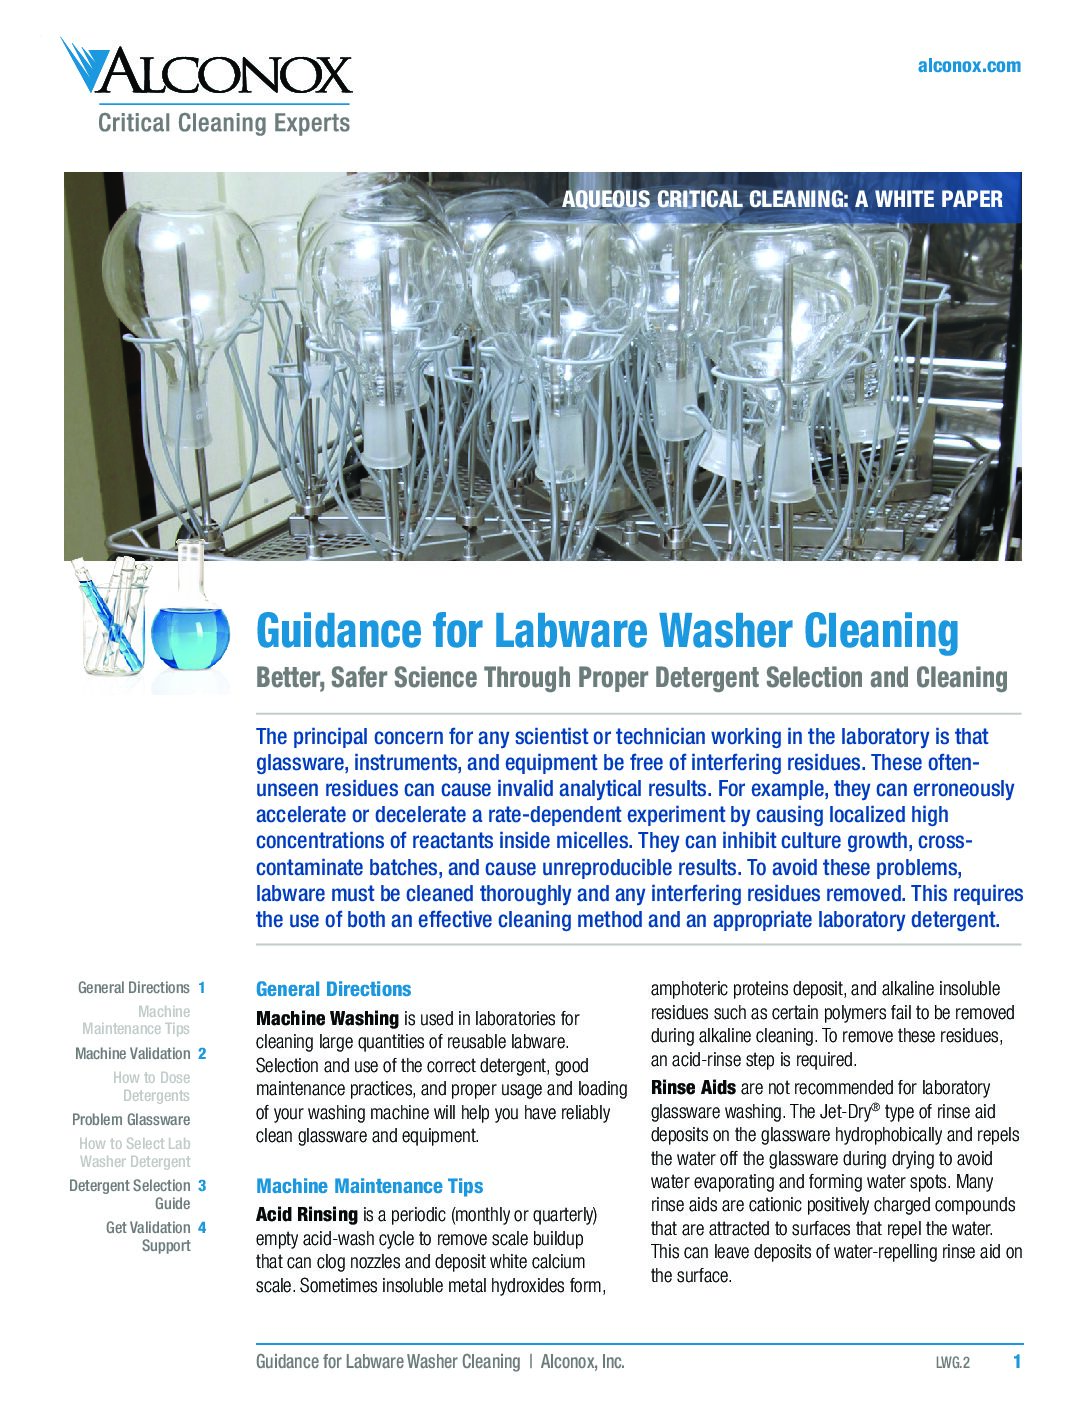 ALCONOX
Critical Cleaning Experts
alconox.com
AQUEOUS CRITICAL CLEANING: A WHITE PAPER
Guidance for Labware Washer Cleaning
Better, Safer Science Through Proper Detergent Selection and Cleaning
The principal concern for any scientist or technician working in the laboratory is that
glassware, instruments, and equipment be free of interfering residues. These often-
unseen residues can cause invalid analytical results. For example, they can erroneously
accelerate or decelerate a rate-dependent experiment by causing localized high
concentrations of reactants inside micelles. They can inhibit culture growth, cross-
contaminate batches, and cause unreproducible results. To avoid these problems,
labware must be cleaned thoroughly and any interfering residues removed. This requires
the use of both an effective cleaning method and an appropriate laboratory detergent.
General Directions 1
Machine
Maintenance Tips
Machine Validation 2
How to Dose
Detergents
Problem Glassware
How to Select Lab
Washer Detergent
Detergent Selection 3
Guide
Get Validation 4
Support
General Directions
Machine Washing is used in laboratories for
cleaning large quantities of reusable labware.
Selection and use of the correct detergent, good
maintenance practices, and proper usage and loading
of your washing machine will help you have reliably
clean glassware and equipment.
Machine Maintenance Tips
Acid Rinsing is a periodic (monthly or quarterly)
empty acid-wash cycle to remove scale buildup
that can clog nozzles and deposit white calcium
scale. Sometimes insoluble metal hydroxides form,
amphoteric proteins deposit, and alkaline insoluble
residues such as certain polymers fail to be removed
during alkaline cleaning. To remove these residues,
an acid-rinse step is required.
Rinse Aids are not recommended for laboratory
glassware washing. The Jet-Dry® type of rinse aid
deposits on the glassware hydrophobically and repels
the water off the glassware during drying to avoid
water evaporating and forming water spots. Many
rinse aids are cationic positively charged compounds
that are attracted to surfaces that repel the water.
This can leave deposits of water-repelling rinse aid on
the surface.
Guidance for Labware Washer Cleaning | Alconox, Inc.
LWG.2 1